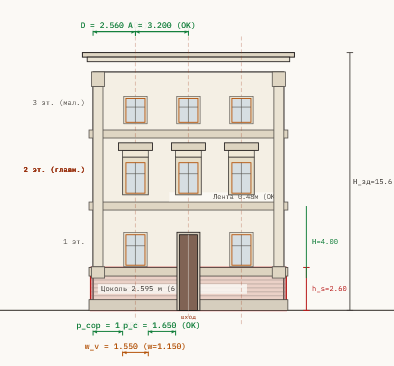 D = 2.560 A = 3.200 (OK)
3 эт. (мал.)
2 эт. (главн.)
H_зд=15.6
Лента 0.48м (OK
1 эт.
H=4.00
Цоколь 2.595 м (6
h_s=2.60
вход
p_cop = 1 p_c = 1.650 (OK)
w_v = 1.550 (w=1.150)